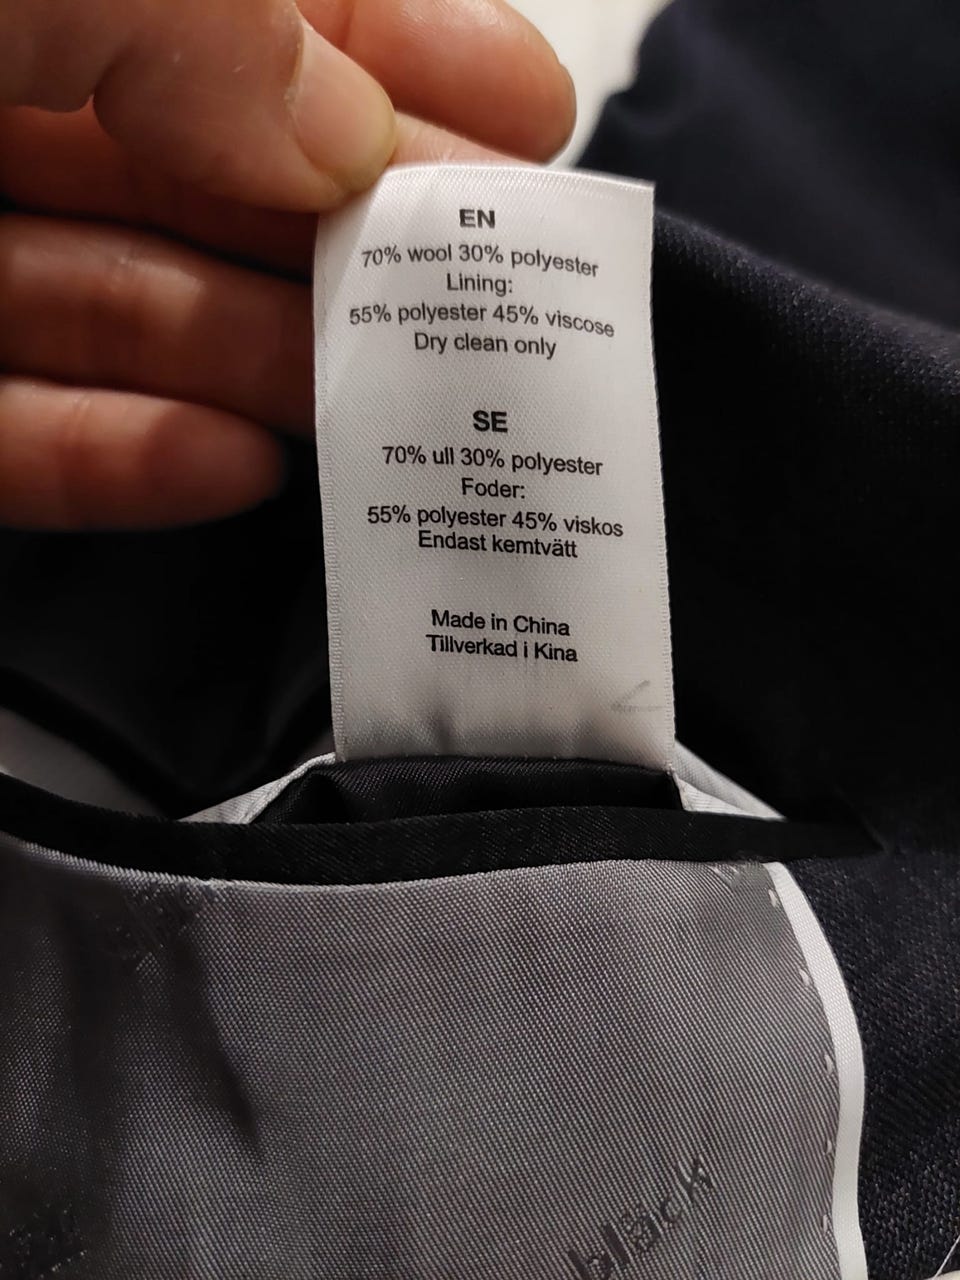 EN
70% wool 30% polyester
Lining:
55% polyester 45% viscose
Dry clean only
SE
70% ull 30% polyester
Foder:
55% polyester 45% viskos
Endast kemtvätt
Made in China
Tillverkad i Kina
black